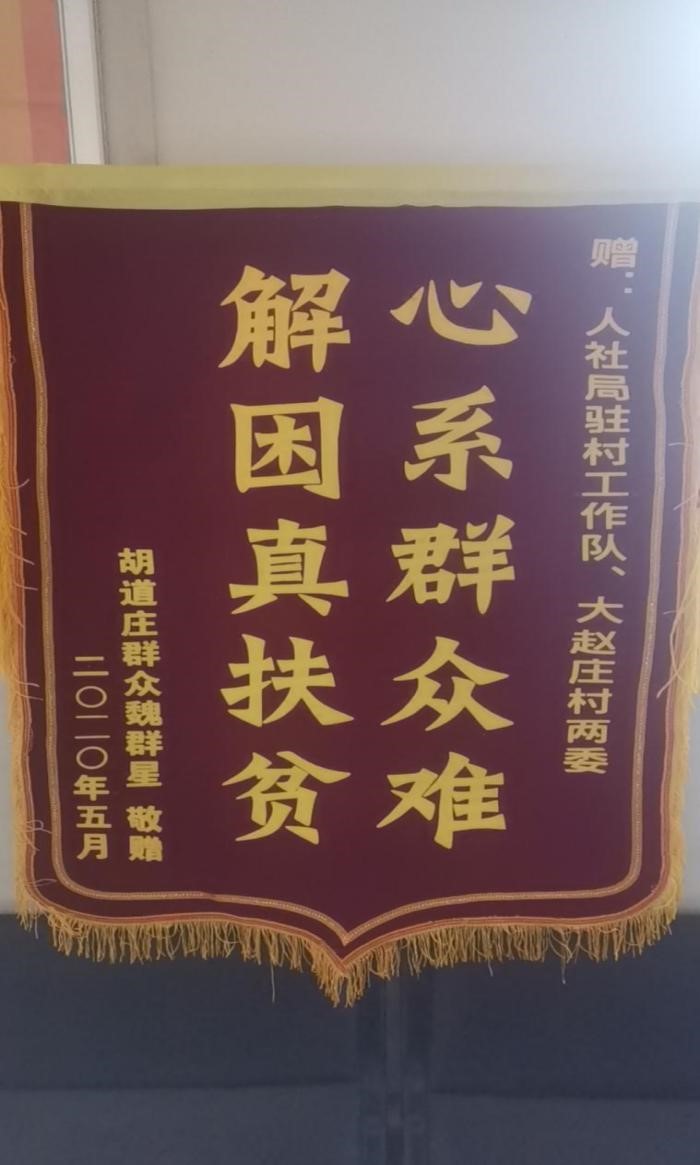 赠：人社局驻村工作队、大赵庄村两委
心系群众难
解困真扶贫
胡道庄群众魏群星 敬赠
二〇二〇年五月